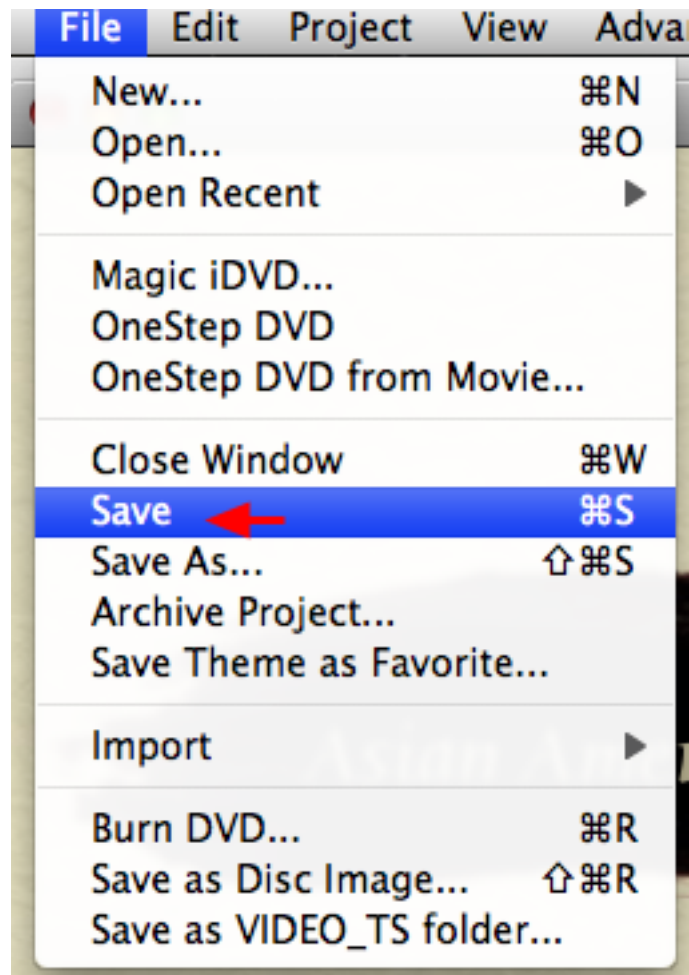 File Edit Project View Adva
New... ⌘N
Open... ⌘O
Open Recent ▶
Magic iDVD...
OneStep DVD
OneStep DVD from Movie...
Close Window ⌘W
Save ⌘S
Save As... ⇧⌘S
Archive Project...
Save Theme as Favorite...
Import ▶
Asian Amer
Burn DVD... ⌘R
Save as Disc Image... ⇧⌘R
Save as VIDEO_TS folder...